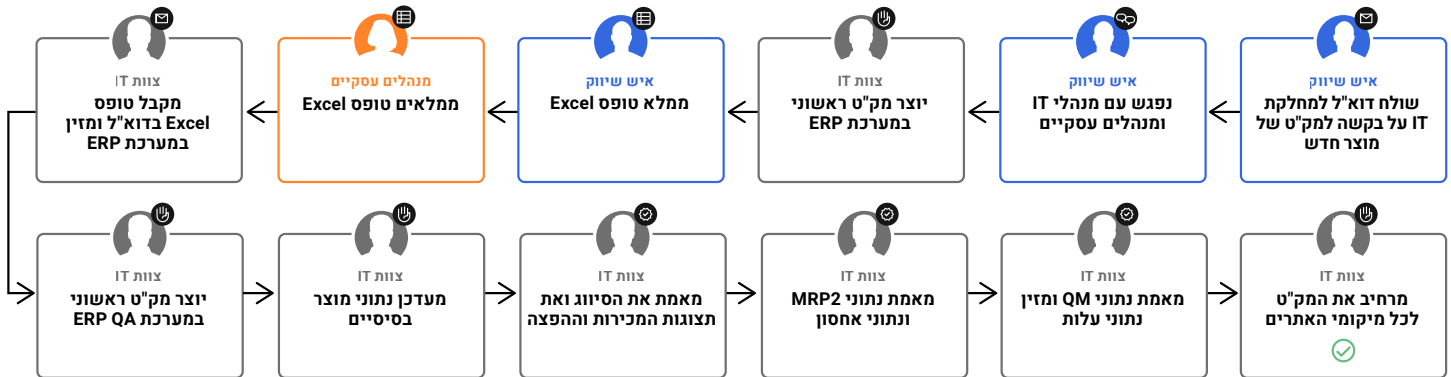 איש שיווק
שולח דוא"ל למחלקת
IT על בקשה למק"ט של
מוצר חדש
איש שיווק
נפגש עם מנהלי IT
ומנהלים עסקיים
צוות IT
יוצר מק"ט ראשוני
במערכת ERP
איש שיווק
ממלא טופס Excel
מנהלים עסקיים
ממלאים טופס Excel
צוות IT
מקבל טופס
Excel בדוא"ל ומזין
במערכת ERP
צוות IT
יוצר מק"ט ראשוני
במערכת ERP QA
צוות IT
מעדכן נתוני מוצר
בסיסיים
צוות IT
מאמת את הסיווג ואת
תצוגות המכירות וההפצה
צוות IT
מאמת נתוני MRP2
ונתוני אחסון
צוות IT
מאמת נתוני QM ומזין
נתוני עלות
צוות IT
מרחיב את המק"ט
לכל מיקומי האתרים